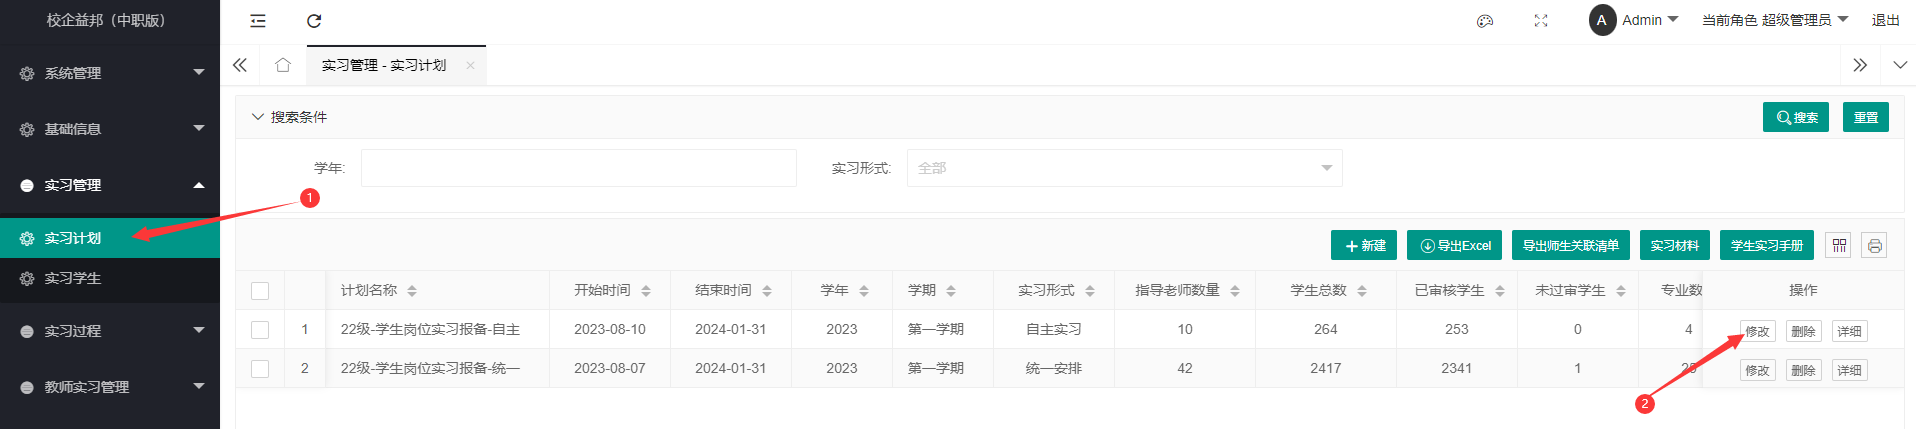 校企益邦（中职版）
A Admin 当前角色 超级管理员 退出
系统管理
基础信息
实习管理
实习计划
实习学生
实习过程
教师实习管理
实习管理 - 实习计划 ×
搜索条件 搜索 重置
学年: 实习形式: 全部
1
新建 导出Excel 导出师生关联清单 实习材料 学生实习手册
计划名称 开始时间 结束时间 学年 学期 实习形式 指导老师数量 学生总数 已审核学生 未过审学生 专业数 操作
1 22级-学生岗位实习报备-自主 2023-08-10 2024-01-31 2023 第一学期 自主实习 10 264 253 0 4 修改 删除 详细
2 22级-学生岗位实习报备-统一 2023-08-07 2024-01-31 2023 第一学期 统一安排 42 2417 2341 1 修改 删除 详细
2